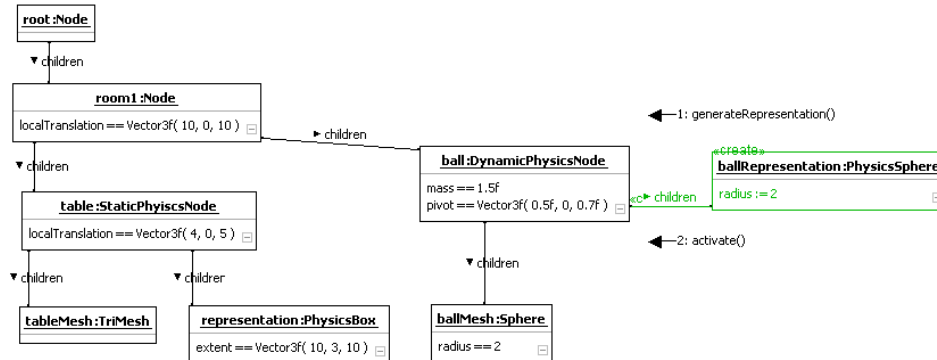 root:Node
▼ children
room1:Node
localTranslation == Vector3f( 10, 0, 10 )
► children
◄ 1: generateRepresentation()
«create»
ballRepresentation:PhysicsSphere
radius := 2
ball:DynamicPhysicsNode
mass == 1.5f
pivot == Vector3f( 0.5f, 0, 0.7f )
«c► children
▼ children
table:StaticPhyiscsNode
localTranslation == Vector3f( 4, 0, 5 )
◄ 2: activate()
▼ children
▼ childrer
▼ children
tableMesh:TriMesh
representation:PhysicsBox
extent == Vector3f( 10, 3, 10 )
ballMesh:Sphere
radius == 2